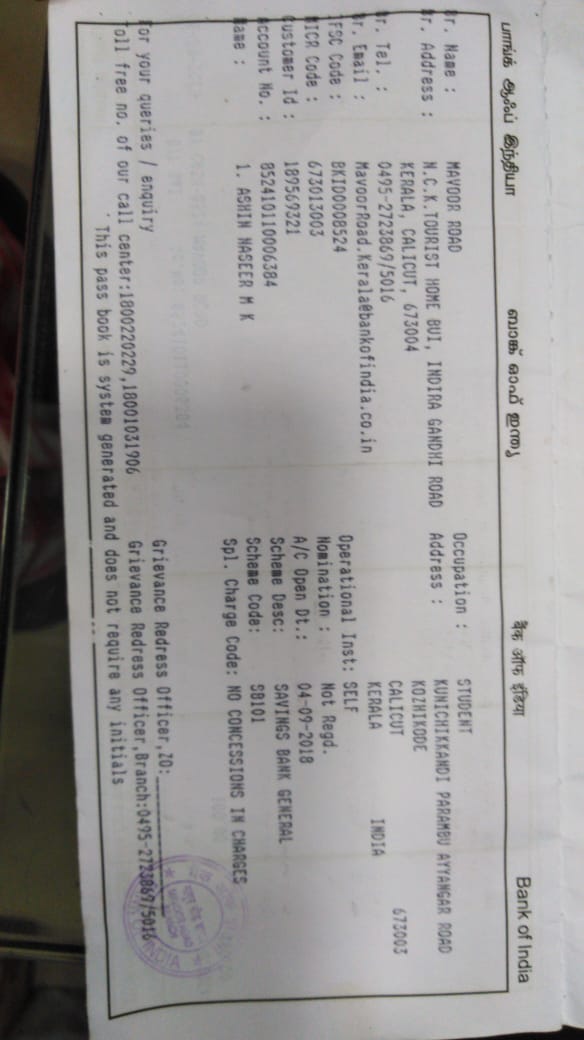 பாங்க் ஆஃப் இந்தியா ബാങ്ക് ഓഫ് ഇന്ത്യ बैंक ऑफ इंडिया Bank of India
Br. Name : MAVOOR ROAD Occupation : STUDENT
Br. Address : N.C.K.TOURIST HOME BUI, INDIRA GANDHI ROAD Address : KUNICHIKKANDI PARAMBU AYYANGAR ROAD
KERALA, CALICUT, 673004 KOZHIKODE
Br. Tel. : 0495-2723869/5016 CALICUT 673003
Br. Email : MavoorRoad.Kerala@bankofindia.co.in KERALA INDIA
IFSC Code : BKID0008524 Operational Inst: SELF
MICR Code : 673013003 Nomination : Not Regd.
Customer Id : 189569321 A/C Open Dt.: 04-09-2018
Account No. : 852410110006384 Scheme Desc: SAVINGS BANK GENERAL
Name : 1. ASHIN NASEER M K Scheme Code: SB101
Spl. Charge Code: NO CONCESSIONS IN CHARGES
For your queries / enquiry Grievance Redress Officer,ZO:
Toll free no. of our call center:1800220229,18001031906 Grievance Redress Officer,Branch:0495-2723869/5016
This pass book is system generated and does not require any initials